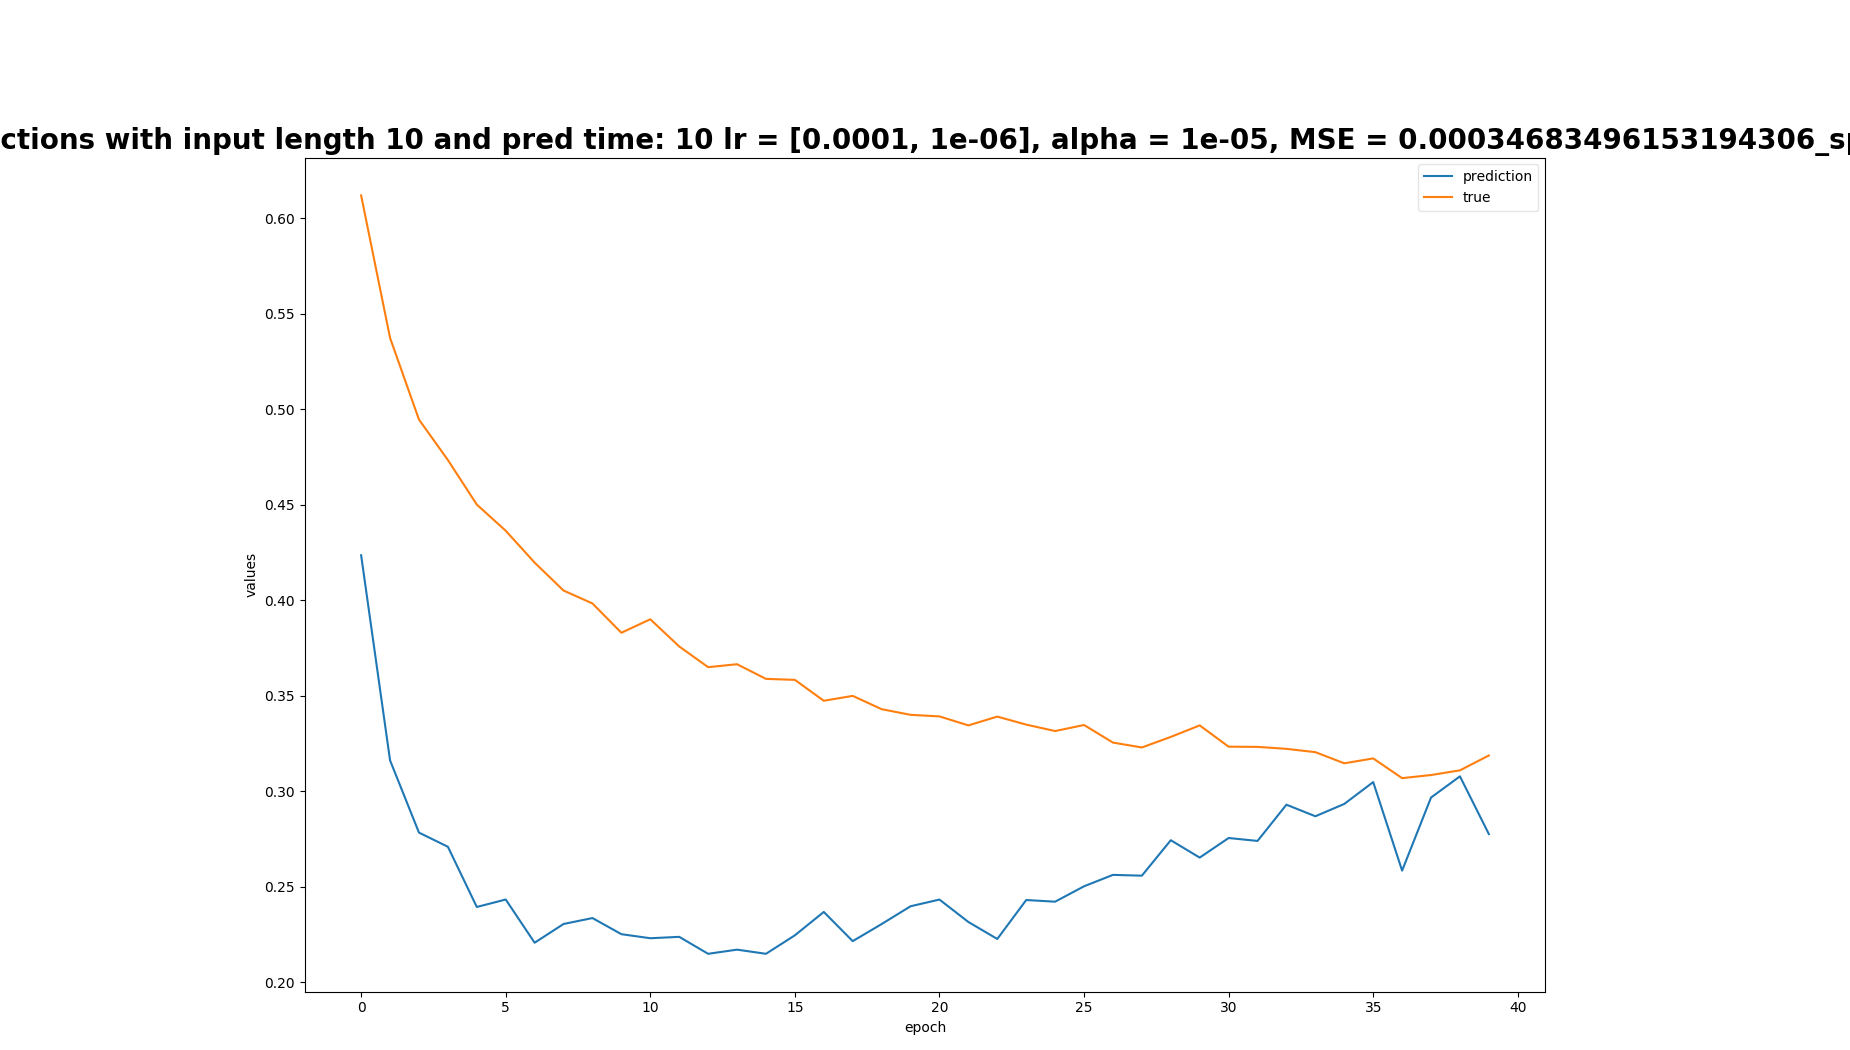 ctions with input length 10 and pred time: 10 lr = [0.0001, 1e-06], alpha = 1e-05, MSE = 0.00034683496153194306_sp
prediction
true
0.60
0.55
0.50
0.45
0.40
0.35
0.30
0.25
0.20
values
0 5 10 15 20 25 30 35 40
epoch